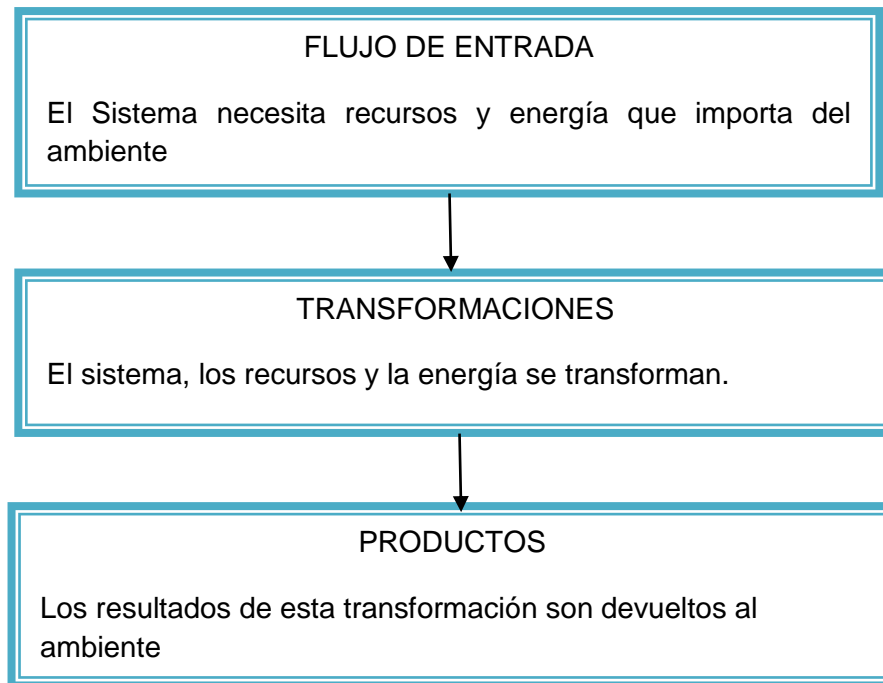 FLUJO DE ENTRADA
El Sistema necesita recursos y energía que importa del
ambiente
TRANSFORMACIONES
El sistema, los recursos y la energía se transforman.
PRODUCTOS
Los resultados de esta transformación son devueltos al
ambiente